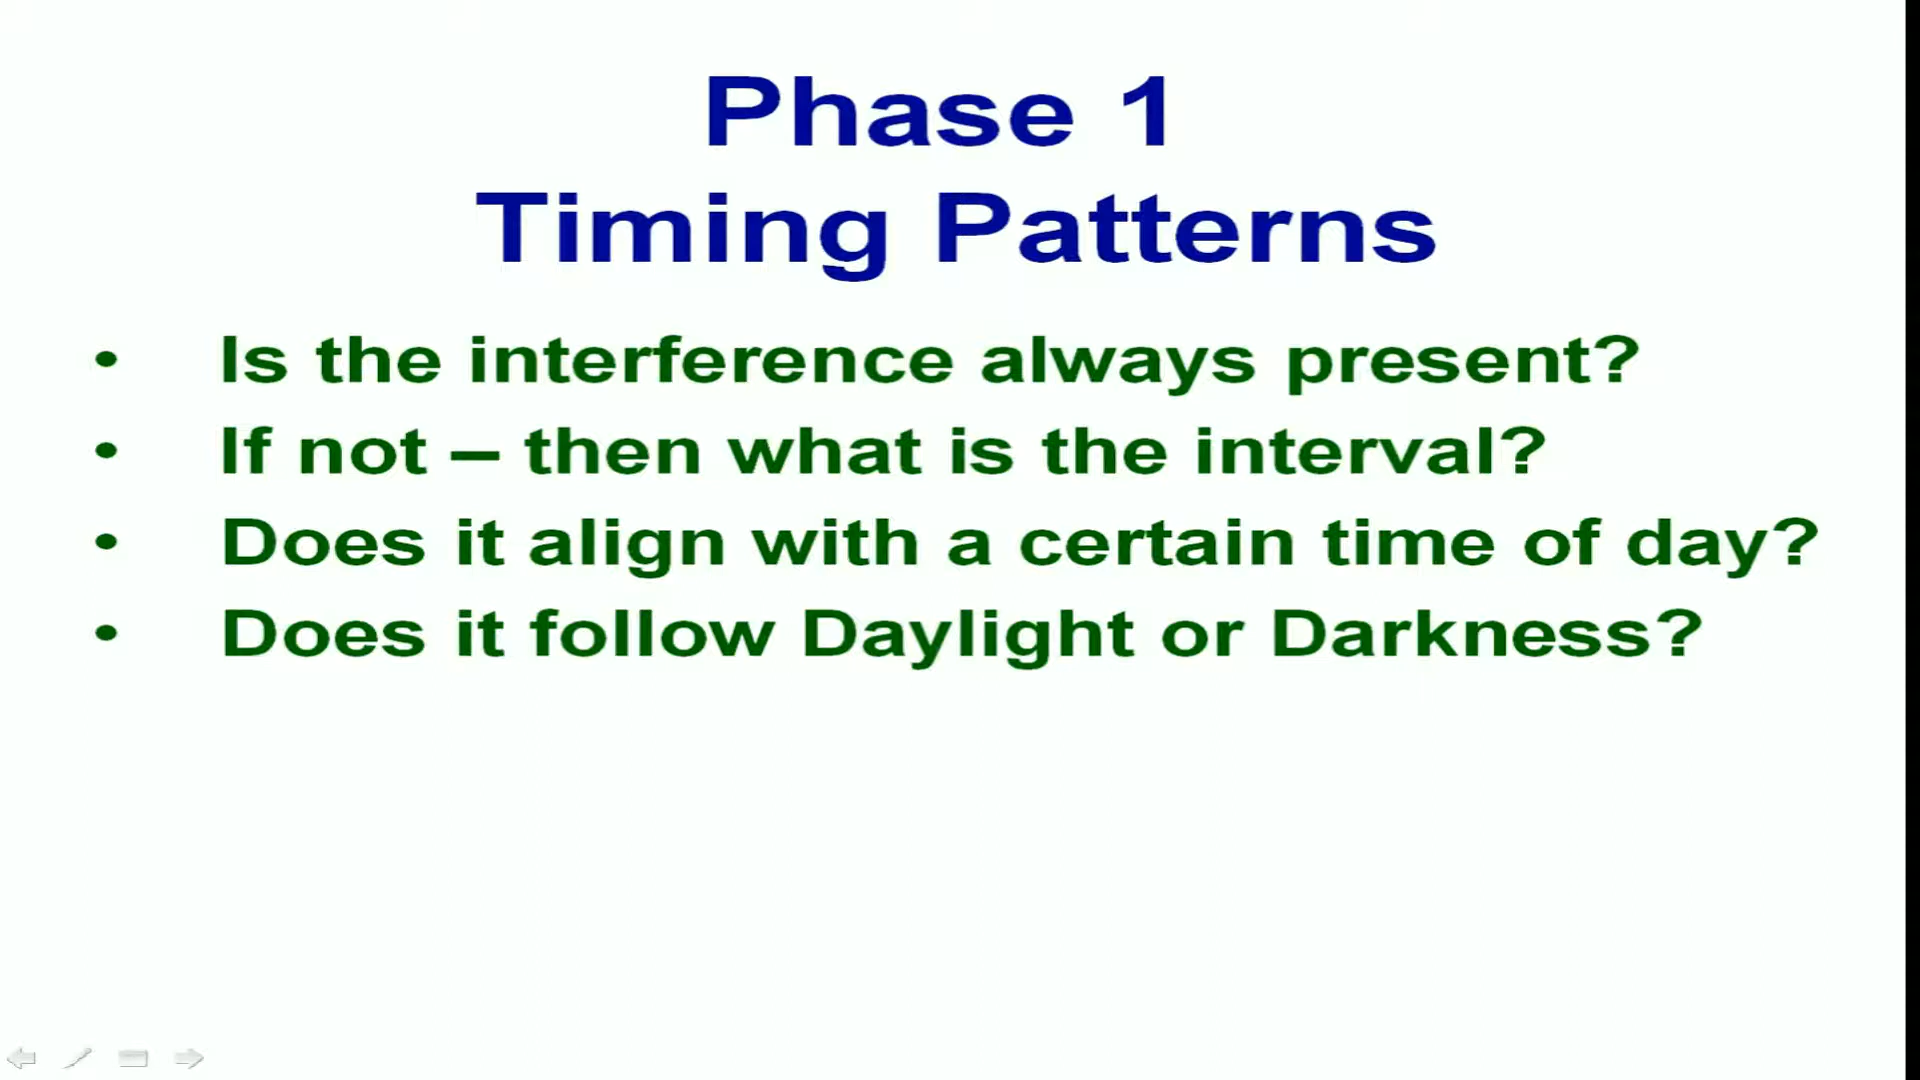 Phase 1
Timing Patterns
• Is the interference always present?
• If not – then what is the interval?
• Does it align with a certain time of day?
• Does it follow Daylight or Darkness?